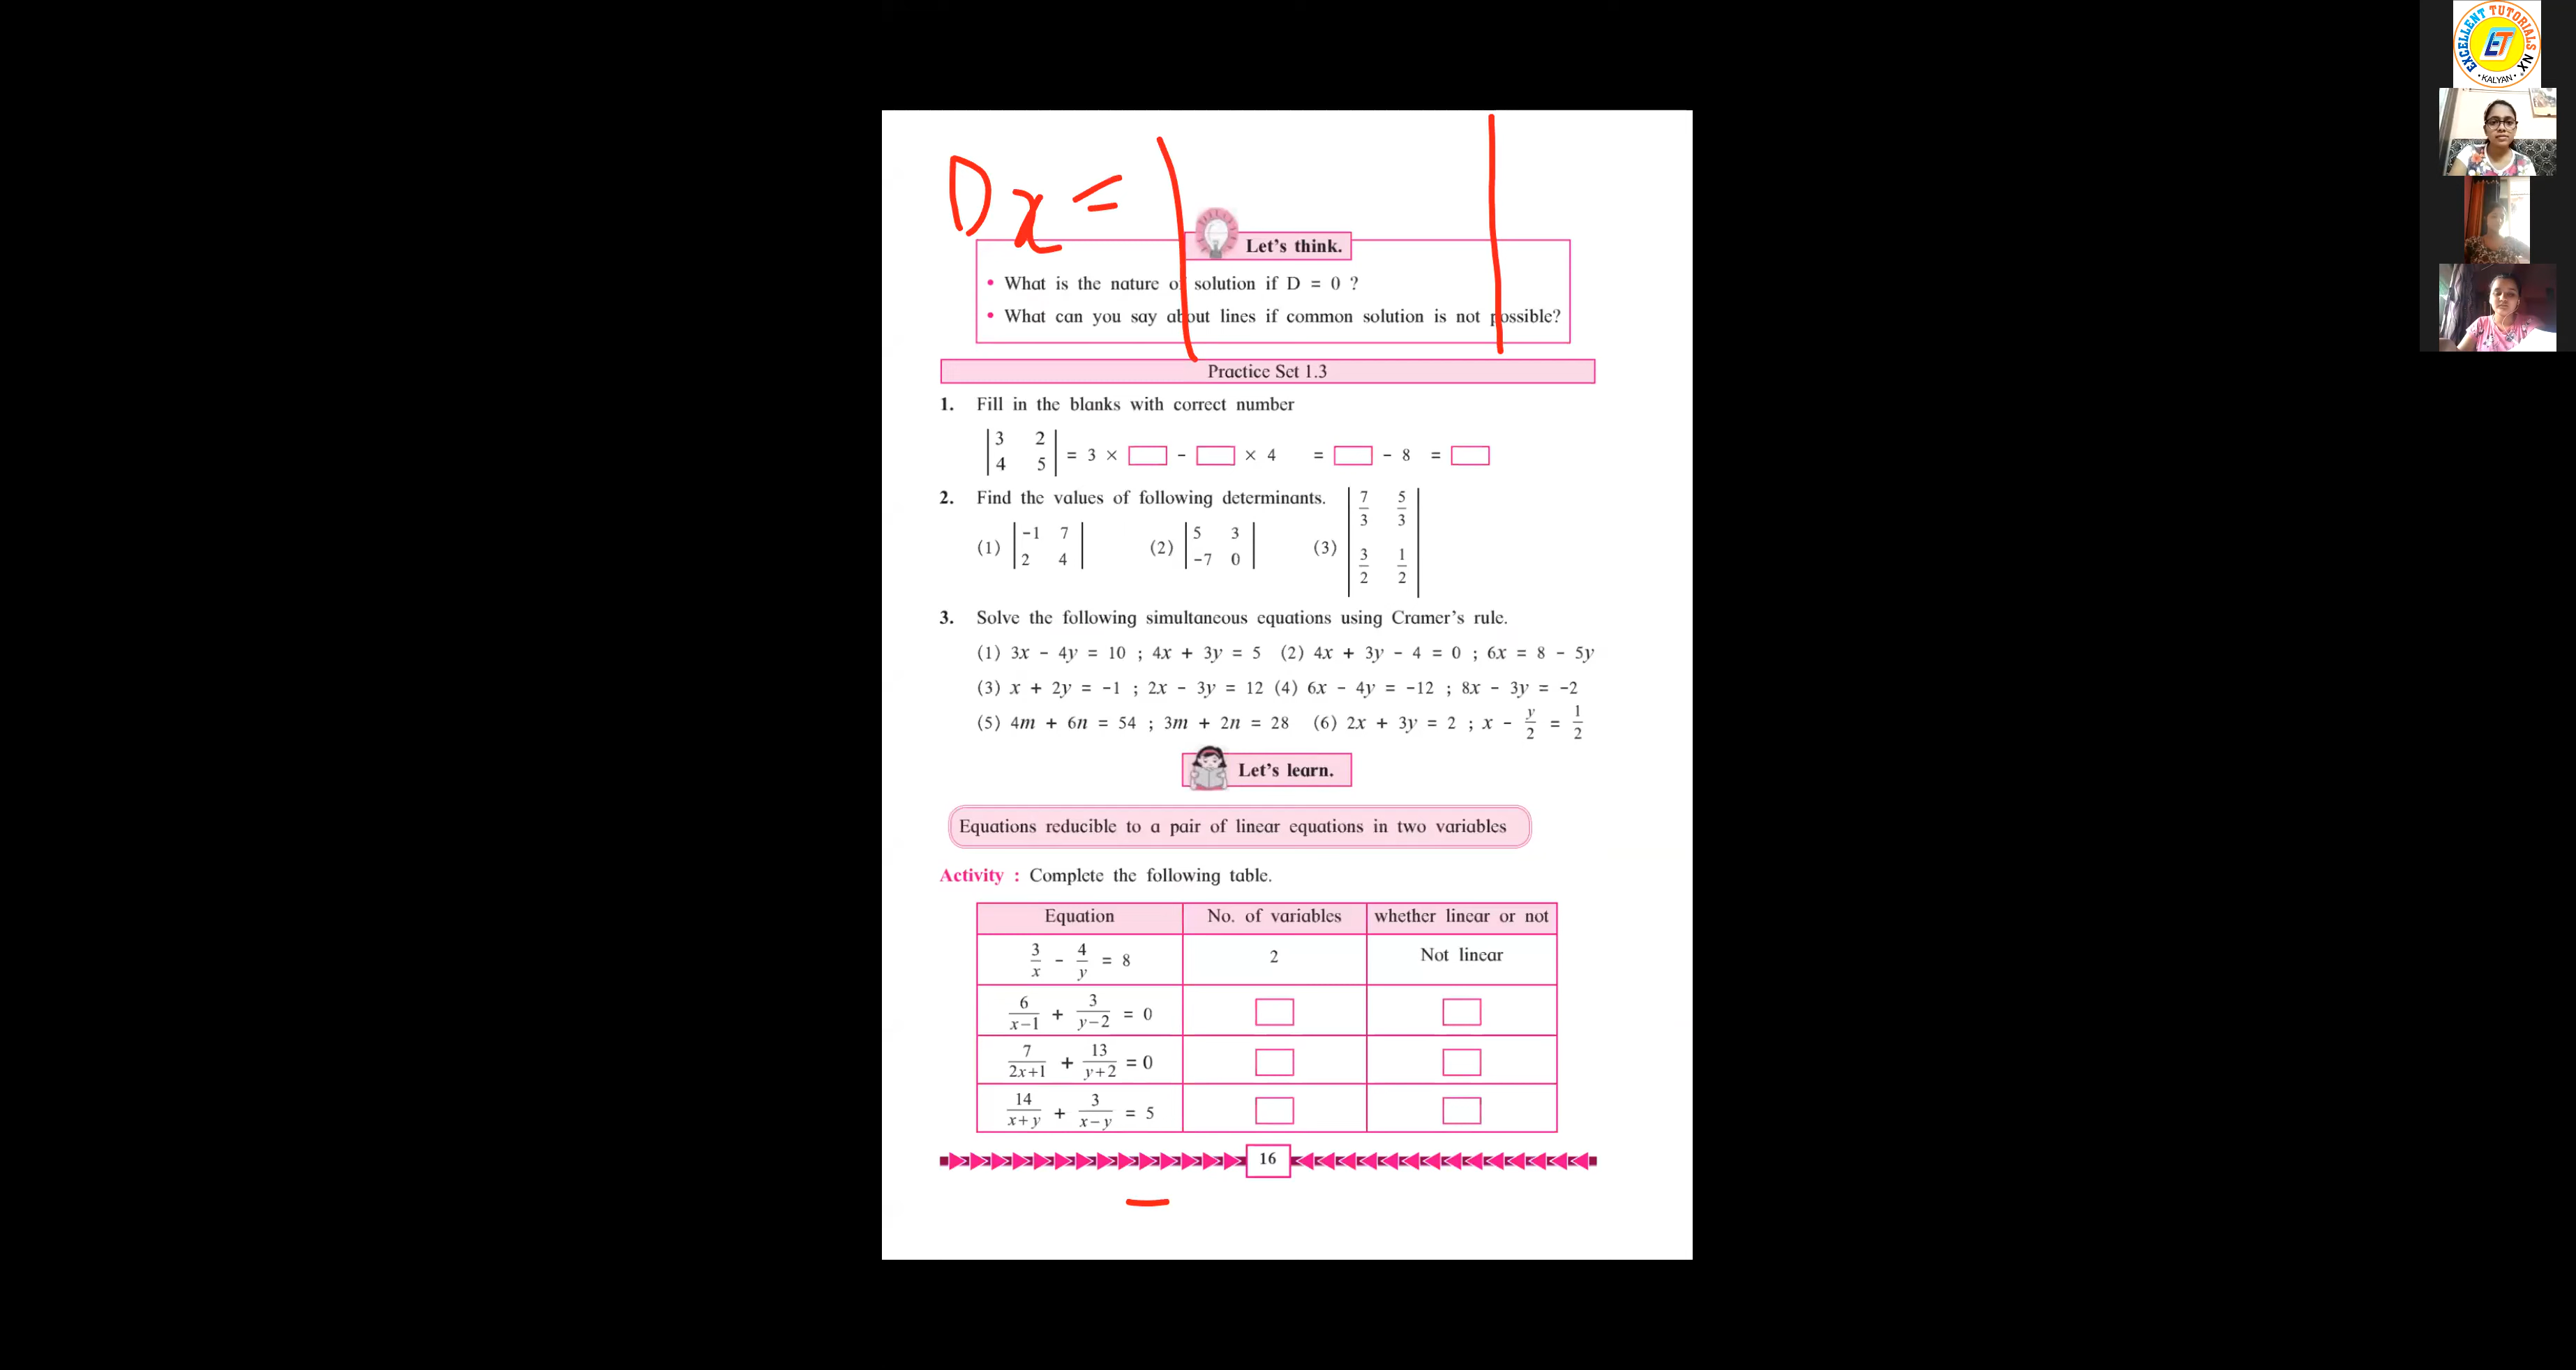 EXCELLENT TUTORIALS NX.
ET
• KALYAN •
Dx = | |
Let's think.
• What is the nature of solution if D = 0 ?
• What can you say about lines if common solution is not possible?
Practice Set 1.3
1. Fill in the blanks with correct number
|3 2|
|4 5| = 3 × □ - □ × 4 = □ - 8 = □
2. Find the values of following determinants.
(1) |-1 7| (2) |5 3| (3) |7/3 5/3|
|2 4| |-7 0| |3/2 1/2|
3. Solve the following simultaneous equations using Cramer's rule.
(1) 3x - 4y = 10 ; 4x + 3y = 5 (2) 4x + 3y - 4 = 0 ; 6x = 8 - 5y
(3) x + 2y = -1 ; 2x - 3y = 12 (4) 6x - 4y = -12 ; 8x - 3y = -2
(5) 4m + 6n = 54 ; 3m + 2n = 28 (6) 2x + 3y = 2 ; x - y/2 = 1/2
Let's learn.
Equations reducible to a pair of linear equations in two variables
Activity : Complete the following table.
Equation No. of variables whether linear or not
3/x - 4/y = 8 2 Not linear
6/(x-1) + 3/(y-2) = 0 □ □
7/(2x+1) + 13/(y+2) = 0 □ □
14/(x+y) + 3/(x-y) = 5 □ □
16